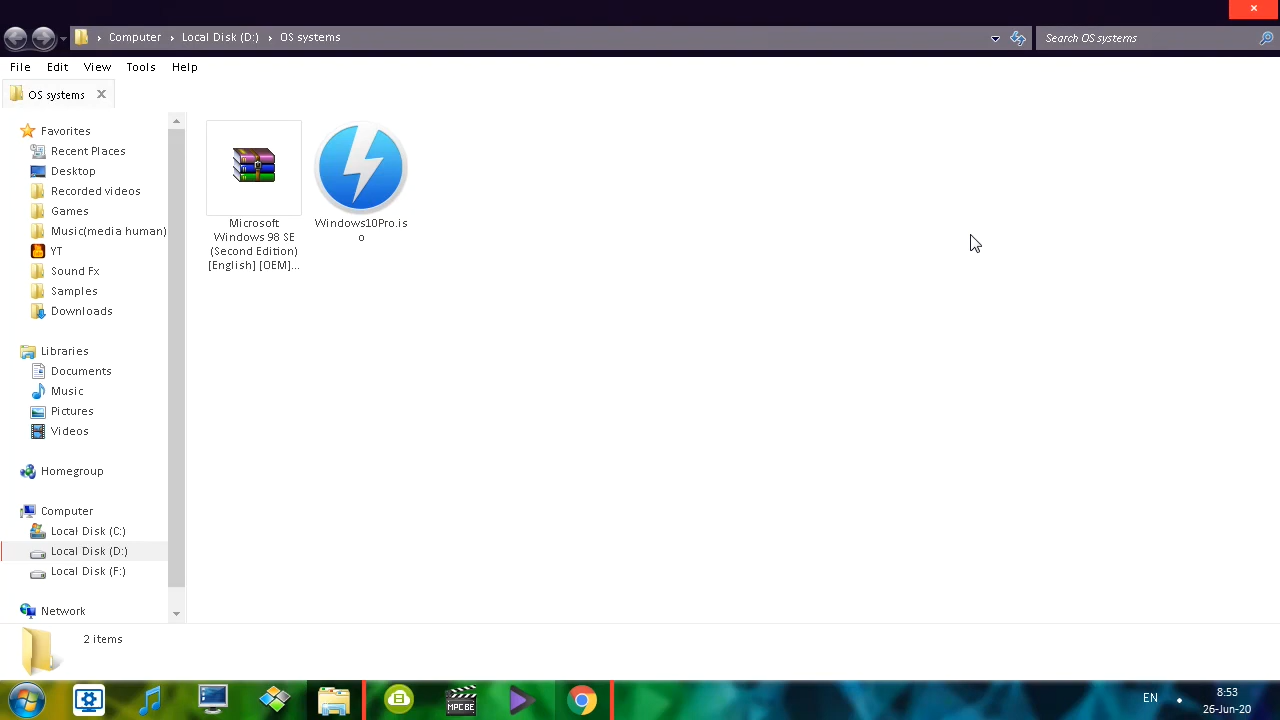 Computer
Local Disk (D:)
OS systems
Search OS systems
File Edit View Tools Help
OS systems
Favorites
Recent Places
Desktop
Recorded videos
Games
Music(media human)
YT
Sound Fx
Samples
Downloads
Libraries
Documents
Music
Pictures
Videos
Homegroup
Computer
Local Disk (C:)
Local Disk (D:)
Local Disk (F:)
Network
Microsoft
Windows 98 SE
(Second Edition)
[English] [OEM]...
Windows10Pro.is
o
2 items
MPCBE
EN
8:53
26-Jun-20